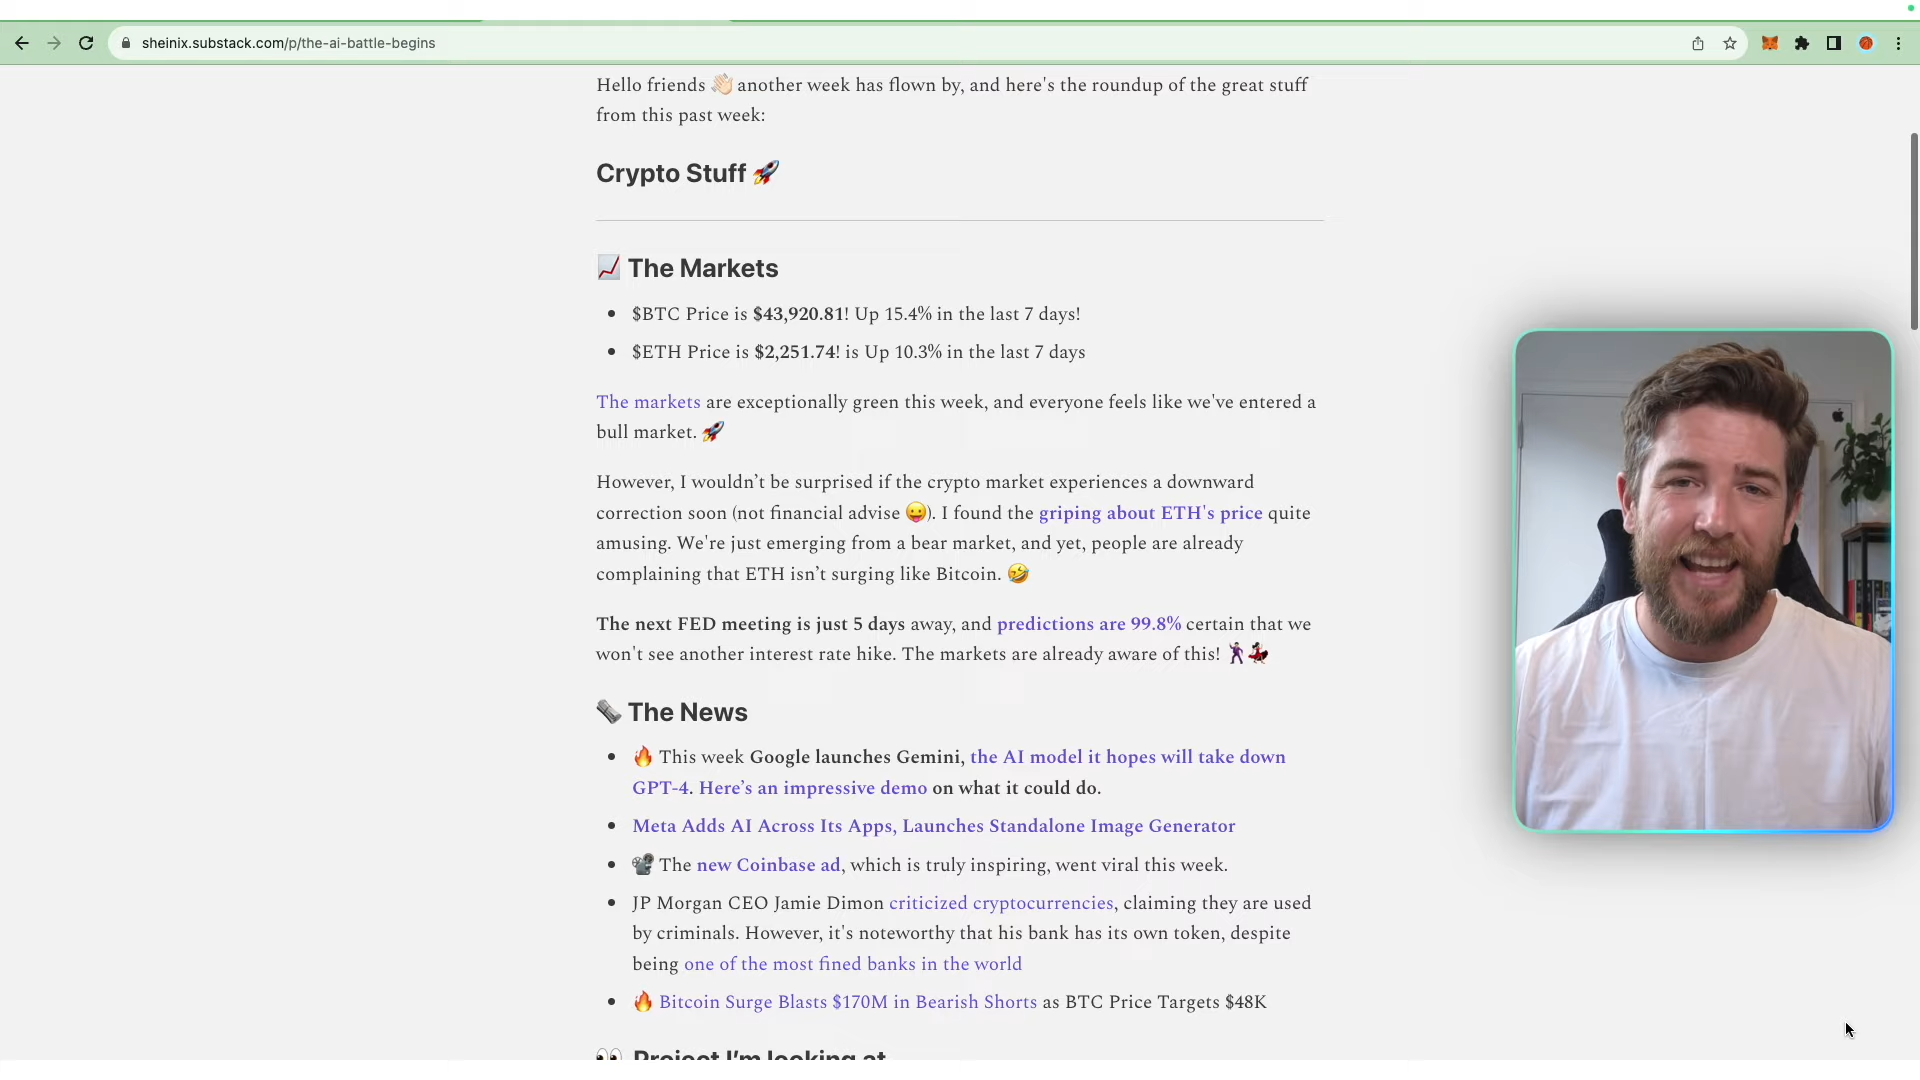 sheinix.substack.com/p/the-ai-battle-begins
Hello friends 👋🏻 another week has flown by, and here's the roundup of the great stuff
from this past week:
Crypto Stuff 🚀
📈 The Markets
• $BTC Price is $43,920.81! Up 15.4% in the last 7 days!
• $ETH Price is $2,251.74! is Up 10.3% in the last 7 days
The markets are exceptionally green this week, and everyone feels like we've entered a
bull market. 🚀
However, I wouldn’t be surprised if the crypto market experiences a downward
correction soon (not financial advise 😛). I found the griping about ETH's price quite
amusing. We're just emerging from a bear market, and yet, people are already
complaining that ETH isn’t surging like Bitcoin. 🤣
The next FED meeting is just 5 days away, and predictions are 99.8% certain that we
won't see another interest rate hike. The markets are already aware of this! 🕺💃
🗞️ The News
• 🔥 This week Google launches Gemini, the AI model it hopes will take down
GPT-4. Here’s an impressive demo on what it could do.
• Meta Adds AI Across Its Apps, Launches Standalone Image Generator
• 📽️ The new Coinbase ad, which is truly inspiring, went viral this week.
• JP Morgan CEO Jamie Dimon criticized cryptocurrencies, claiming they are used
by criminals. However, it's noteworthy that his bank has its own token, despite
being one of the most fined banks in the world
• 🔥 Bitcoin Surge Blasts $170M in Bearish Shorts as BTC Price Targets $48K
👀 Project I’m looking at